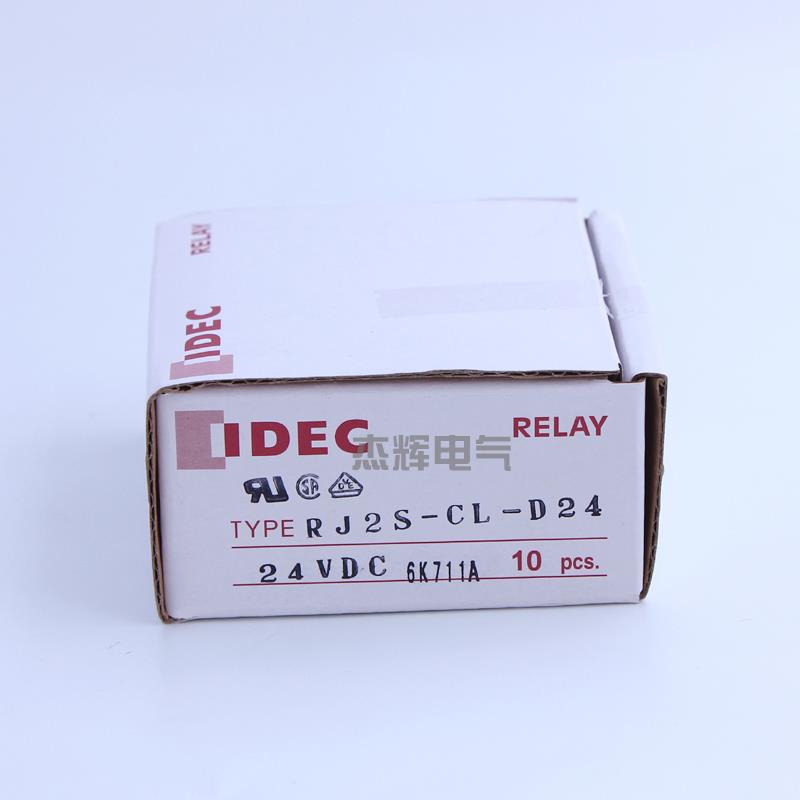 RELAY
IDEC
IDEC RELAY
杰辉电气
TYPE RJ2S-CL-D24
24VDC 6K711A 10 pcs.